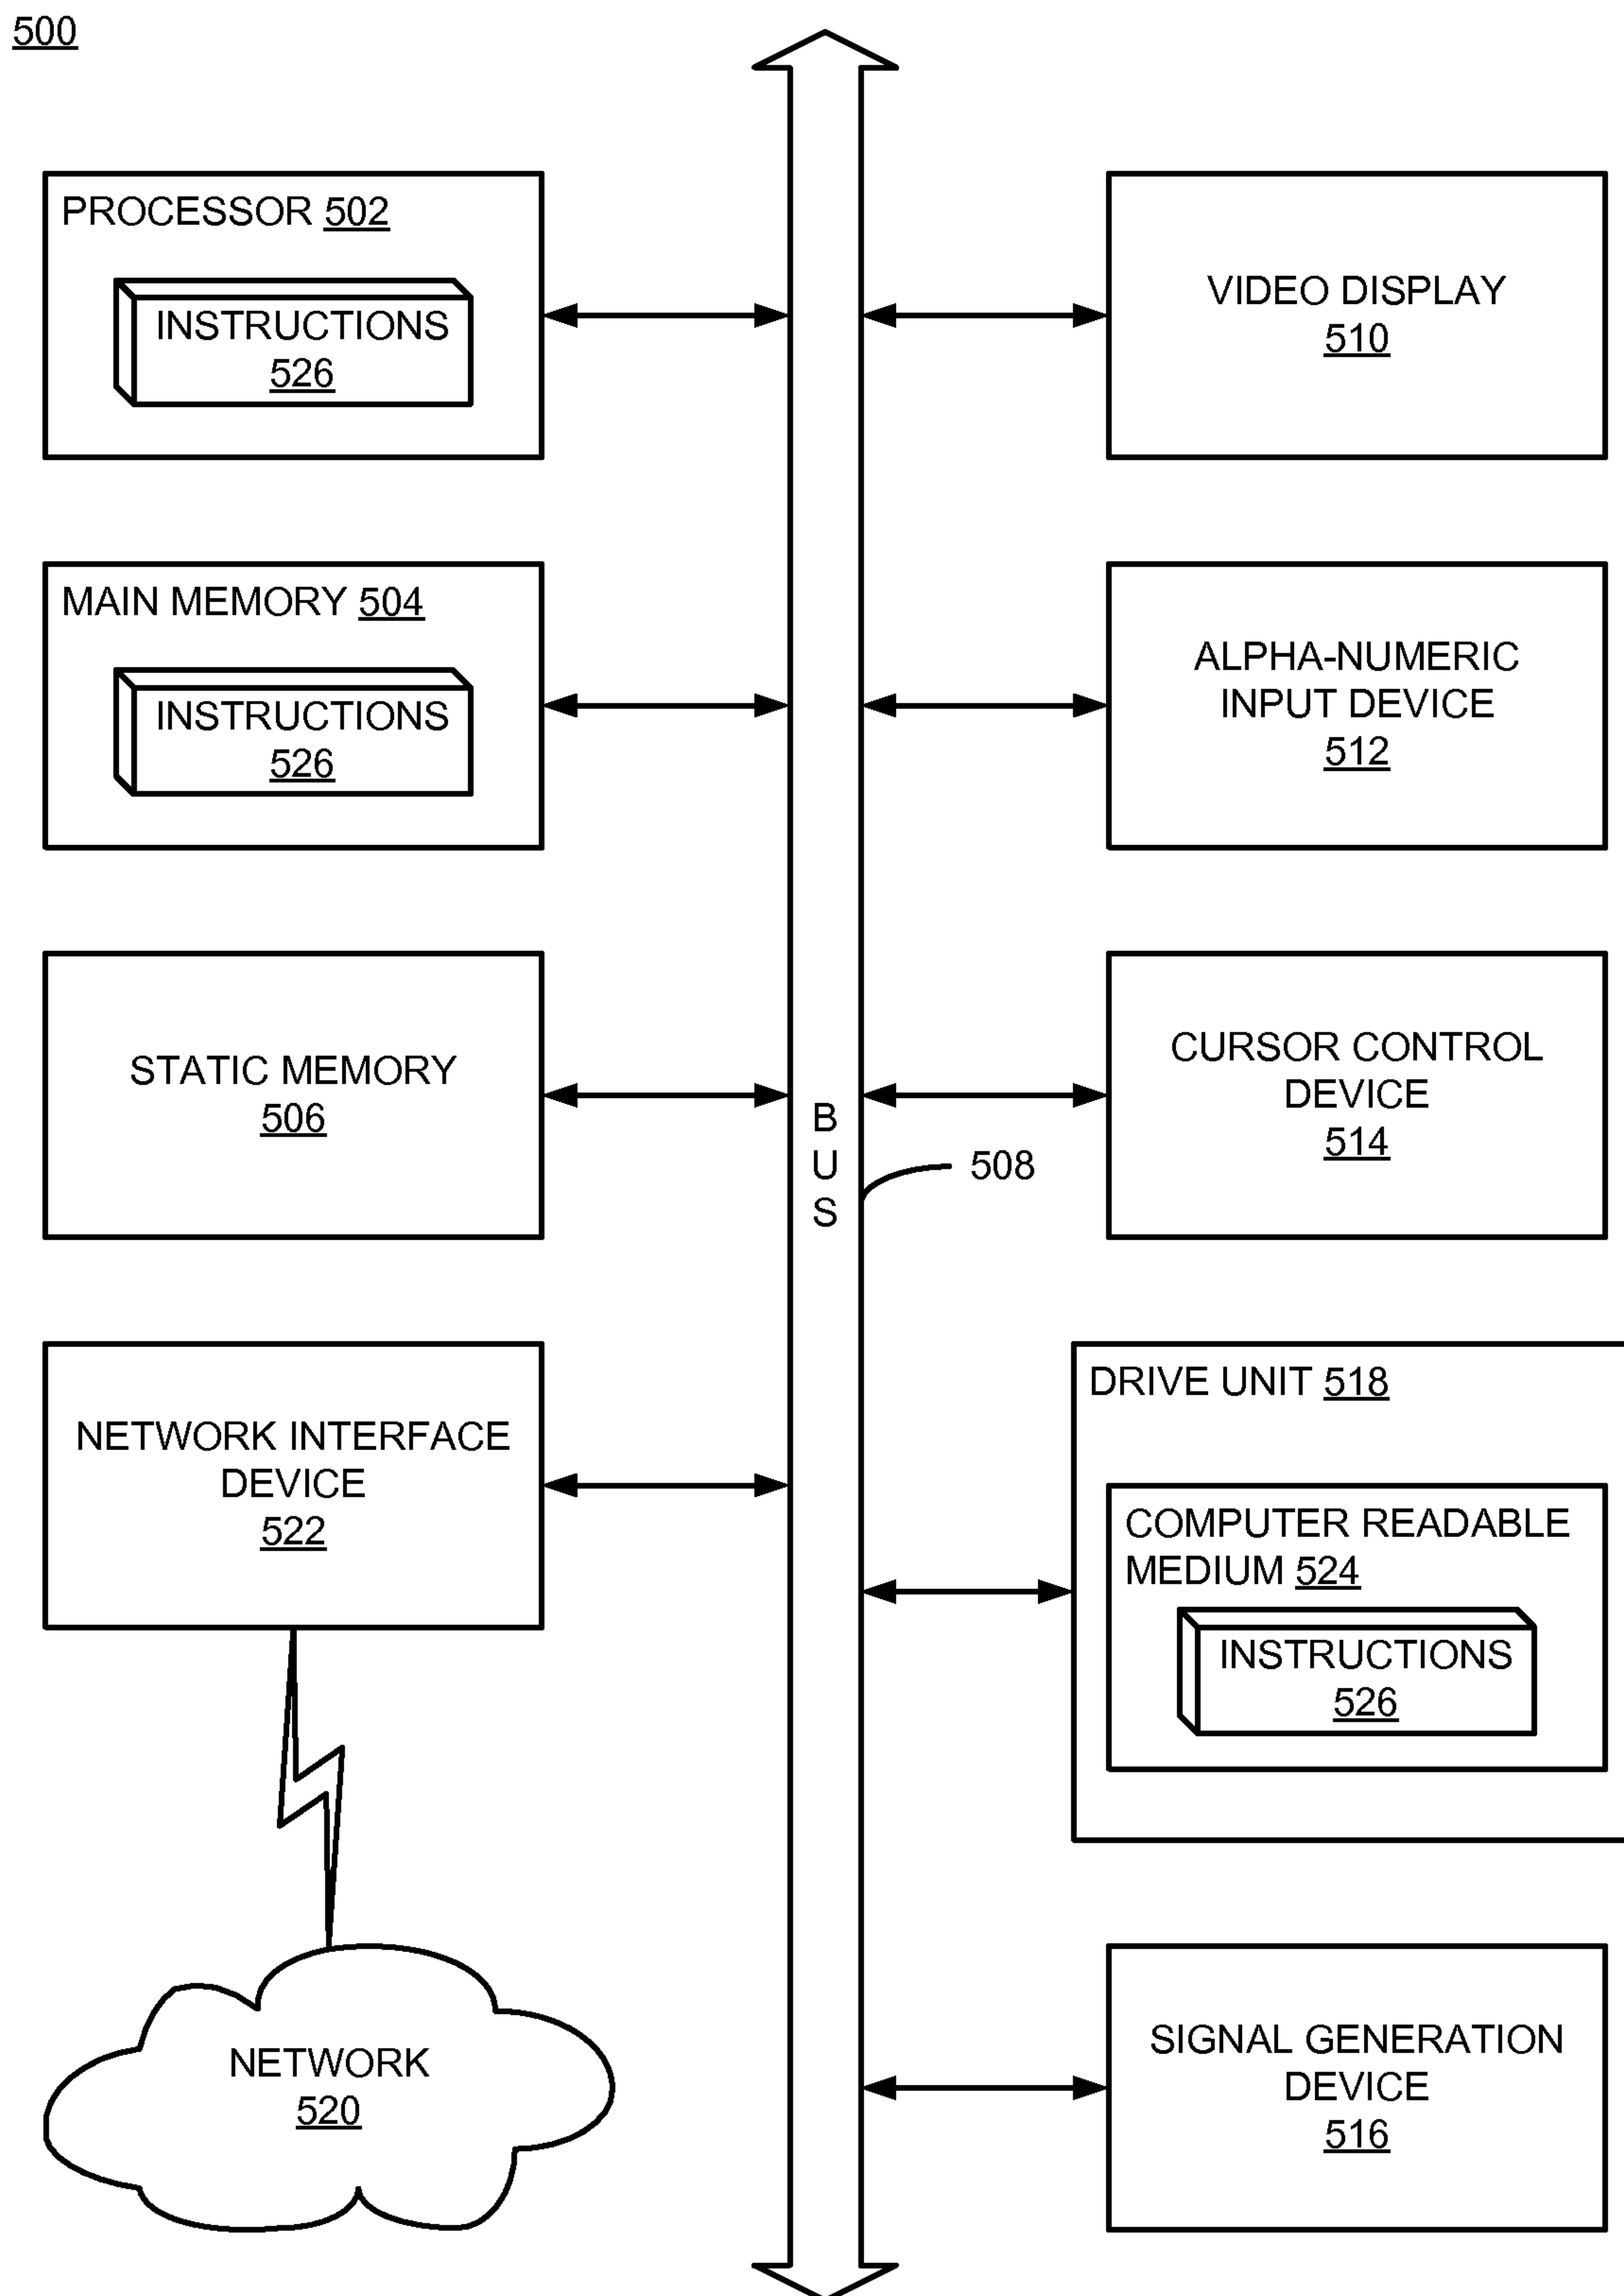 500
PROCESSOR 502
INSTRUCTIONS
526
VIDEO DISPLAY
510
MAIN MEMORY 504
INSTRUCTIONS
526
ALPHA-NUMERIC
INPUT DEVICE
512
STATIC MEMORY
506
CURSOR CONTROL
DEVICE
514
B
U
S
508
NETWORK INTERFACE
DEVICE
522
DRIVE UNIT 518
COMPUTER READABLE
MEDIUM 524
INSTRUCTIONS
526
NETWORK
520
SIGNAL GENERATION
DEVICE
516